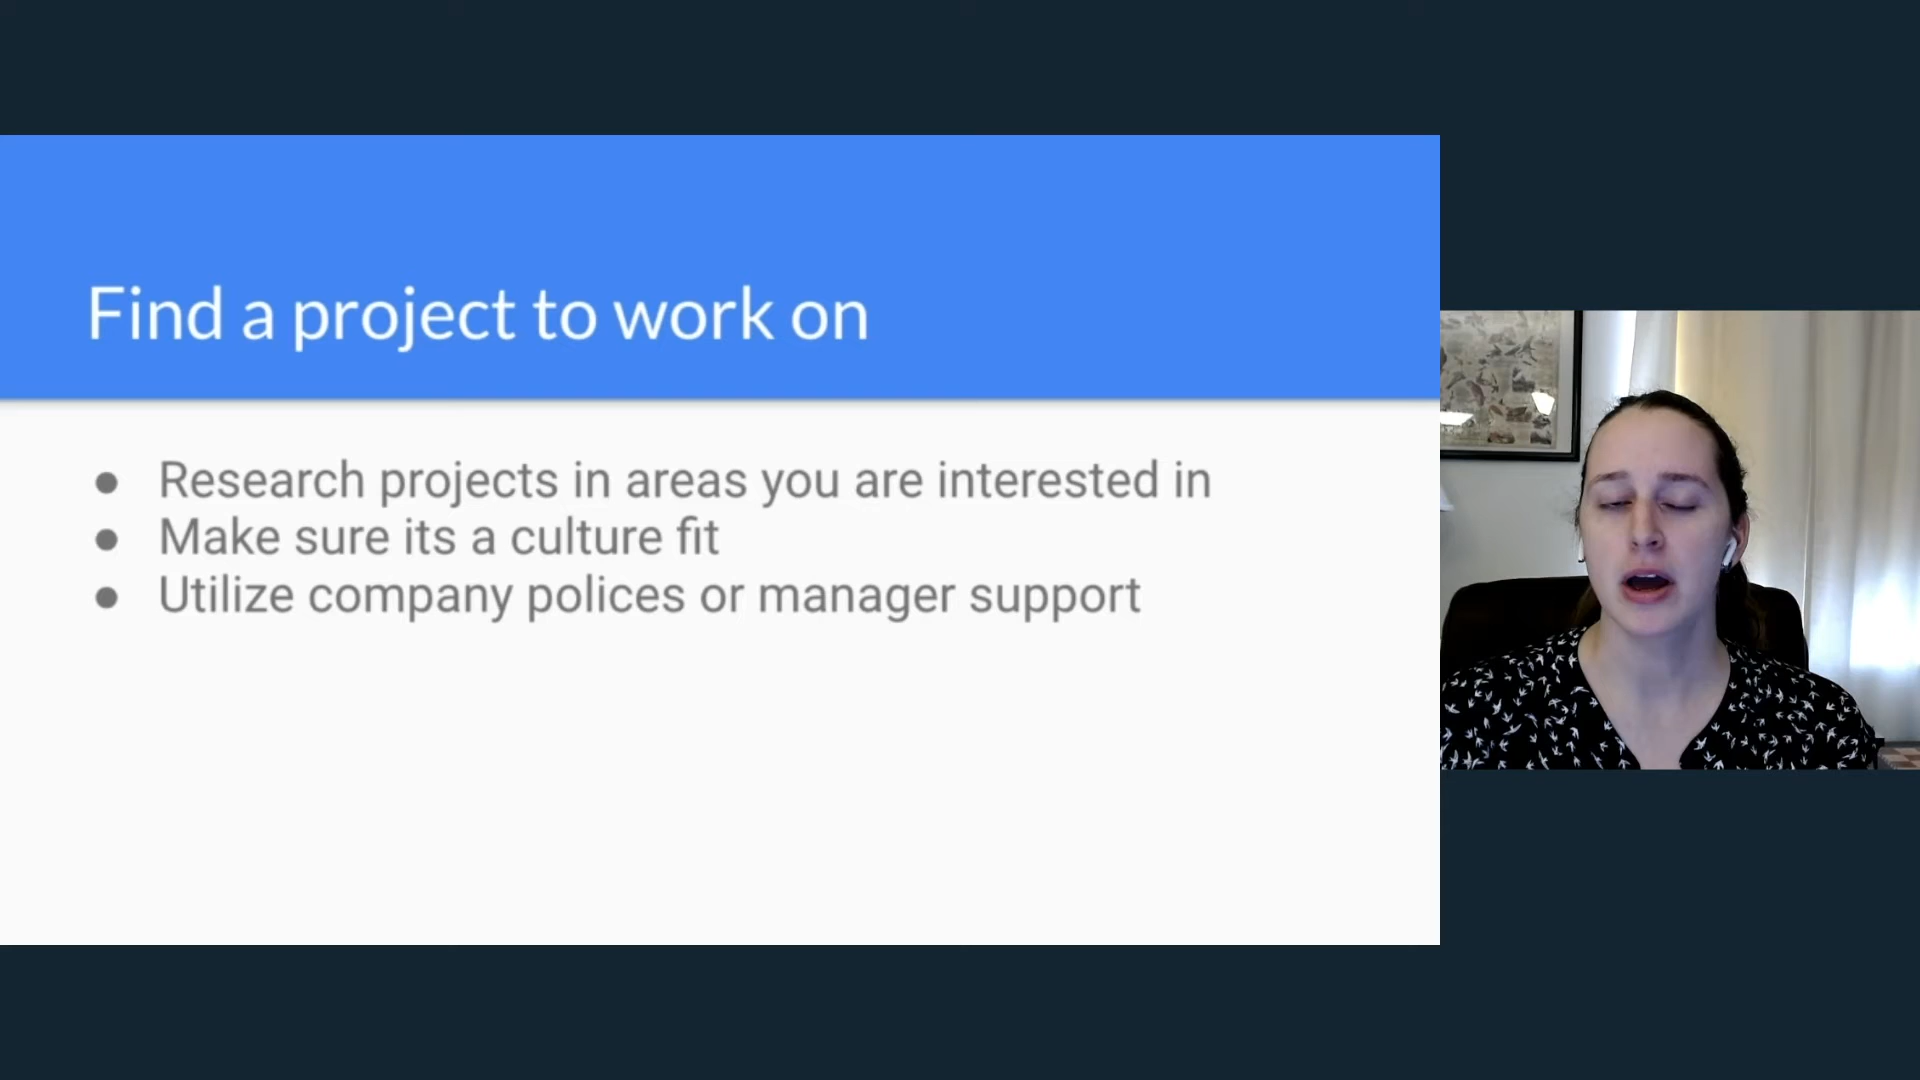 Find a project to work on
● Research projects in areas you are interested in
● Make sure its a culture fit
● Utilize company polices or manager support